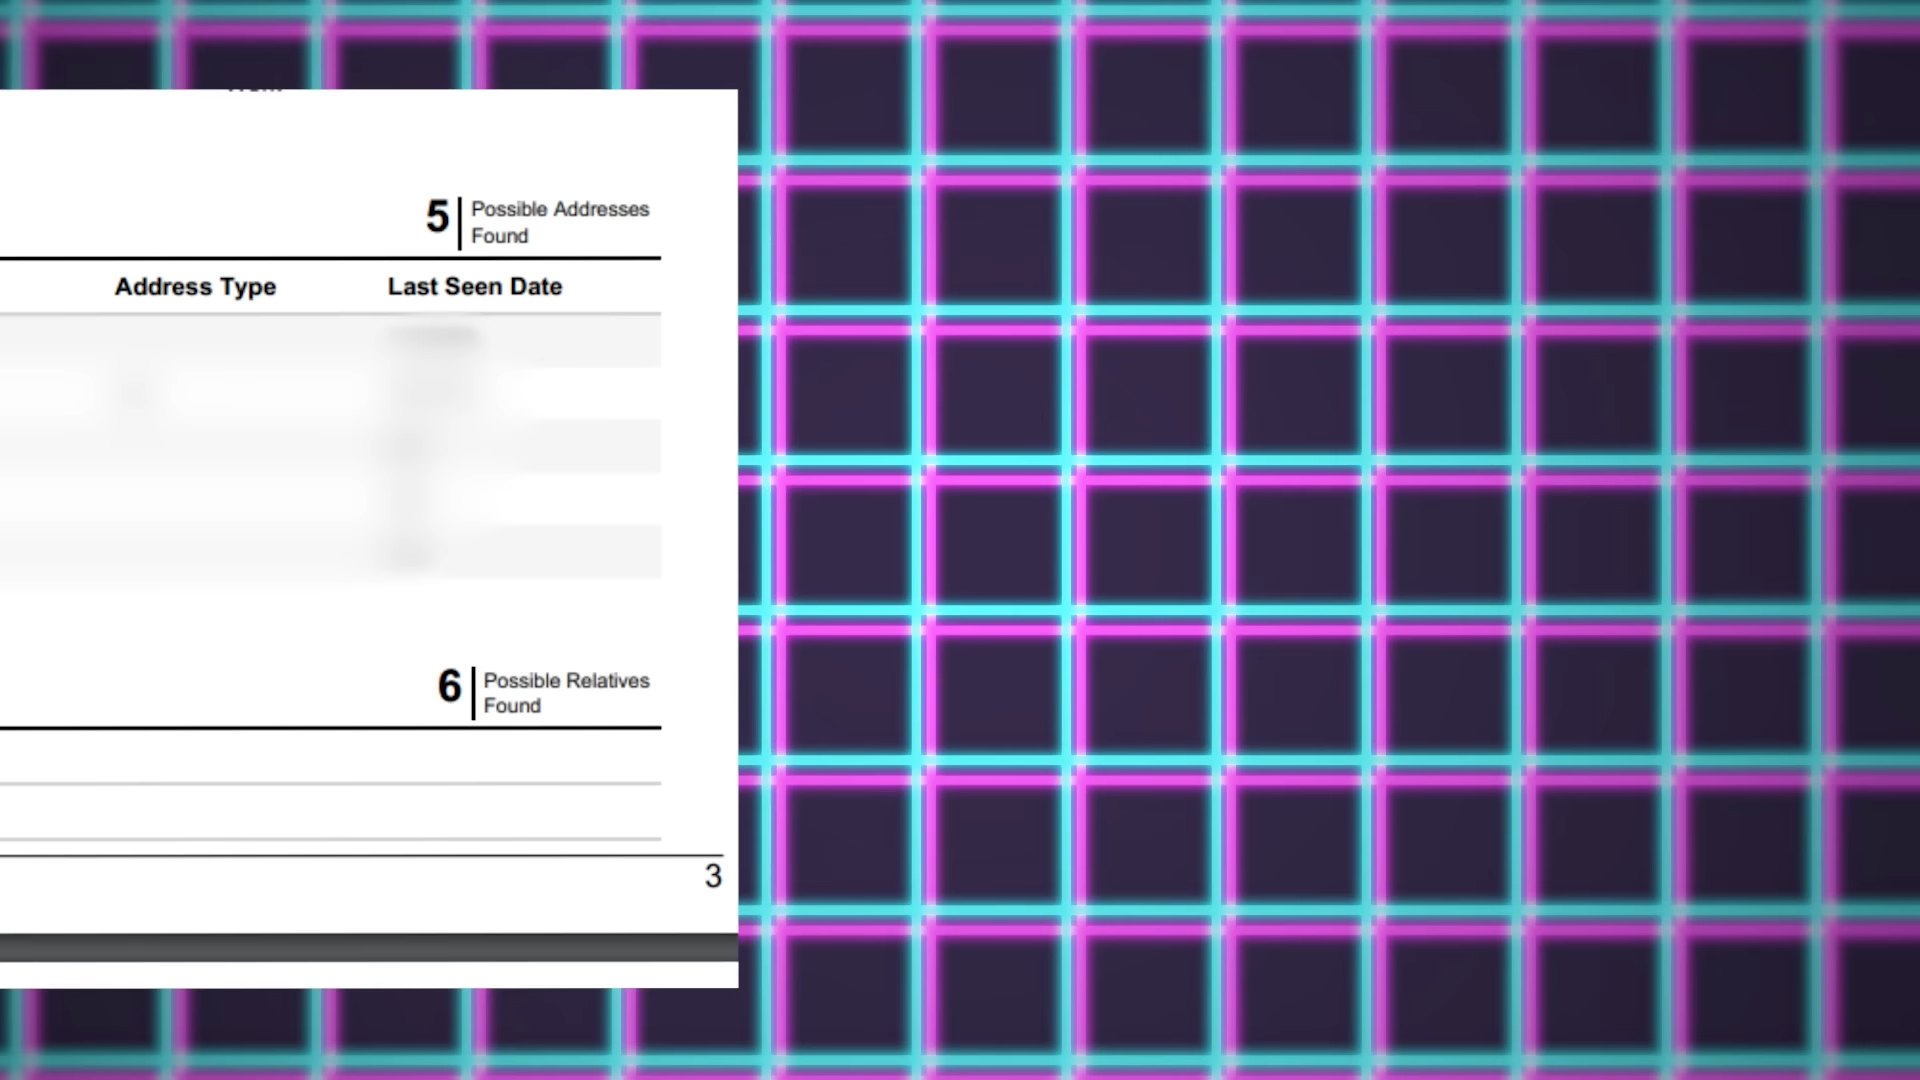 5 Possible Addresses
Found
Address Type Last Seen Date
6 Possible Relatives
Found
3